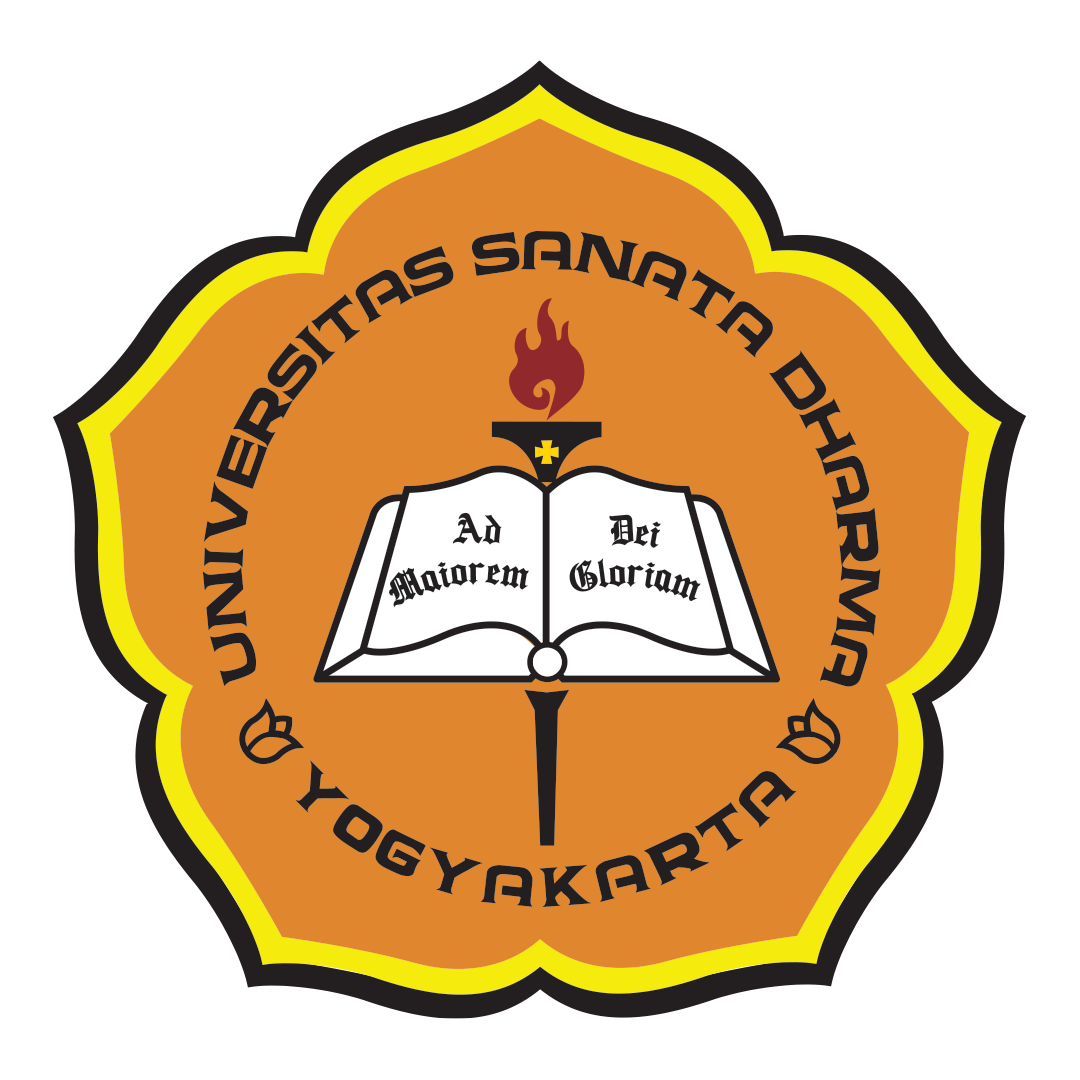 UNIVERSITAS SANATA DHARMA
Ad
Maiorem
Dei
Gloriam
YOGYAKARTA